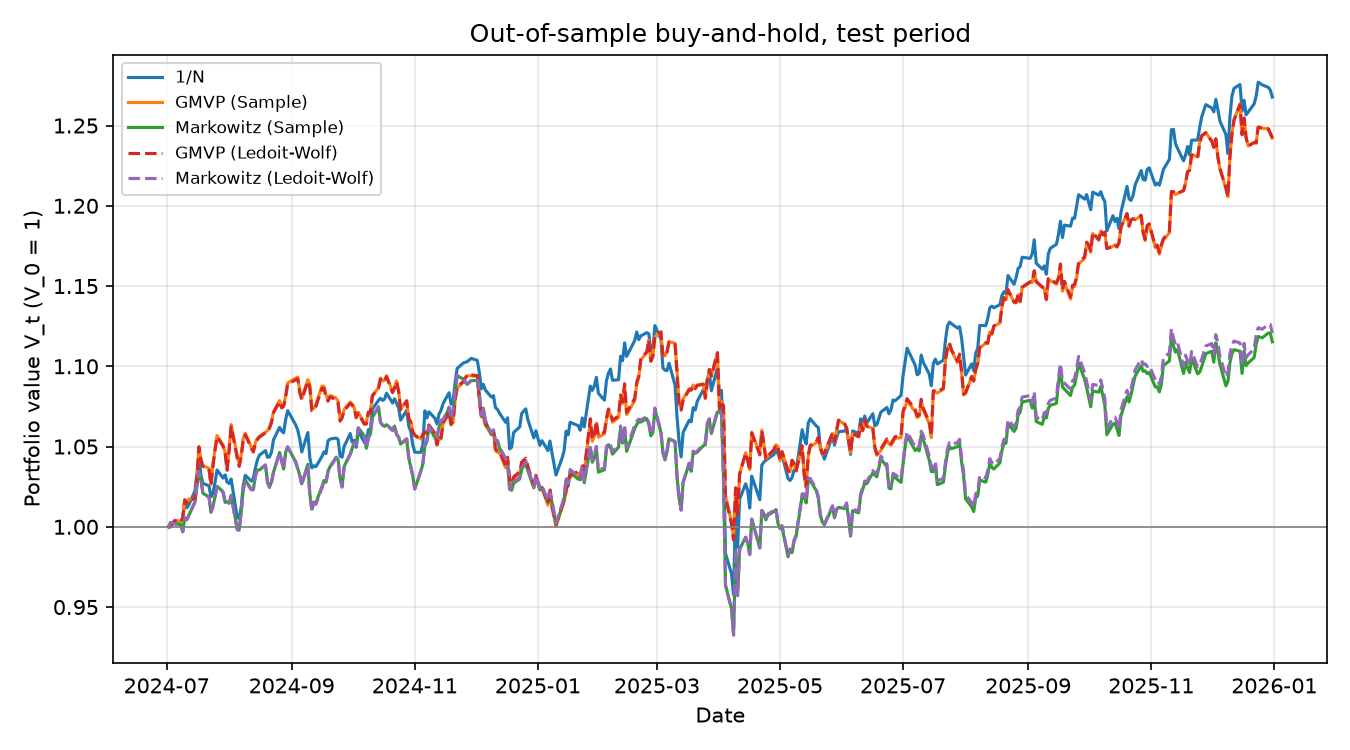 Out-of-sample buy-and-hold, test period
1/N
GMVP (Sample)
Markowitz (Sample)
GMVP (Ledoit-Wolf)
Markowitz (Ledoit-Wolf)
Portfolio value V_t (V_0 = 1)
1.25
1.20
1.15
1.10
1.05
1.00
0.95
2024-07 2024-09 2024-11 2025-01 2025-03 2025-05 2025-07 2025-09 2025-11 2026-01
Date